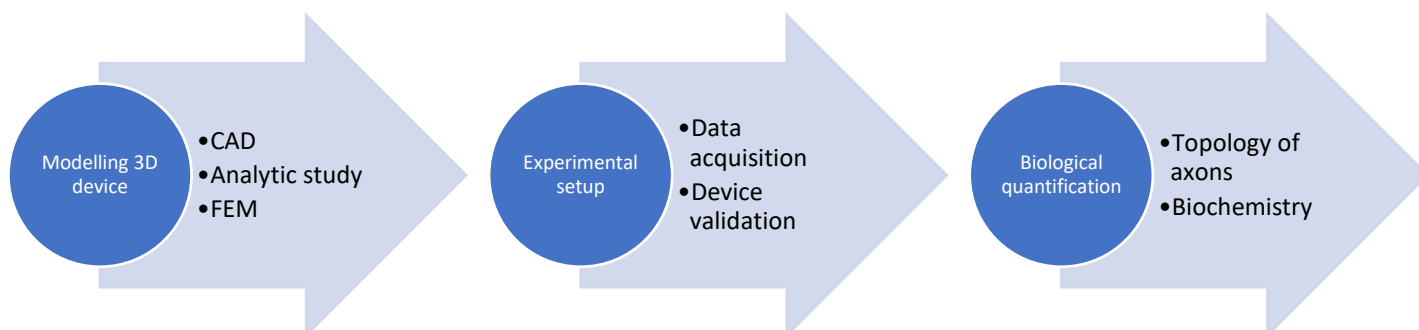 Modelling 3D
device
•CAD
•Analytic study
•FEM
Experimental
setup
•Data
acquisition
•Device
validation
Biological
quantification
•Topology of
axons
•Biochemistry